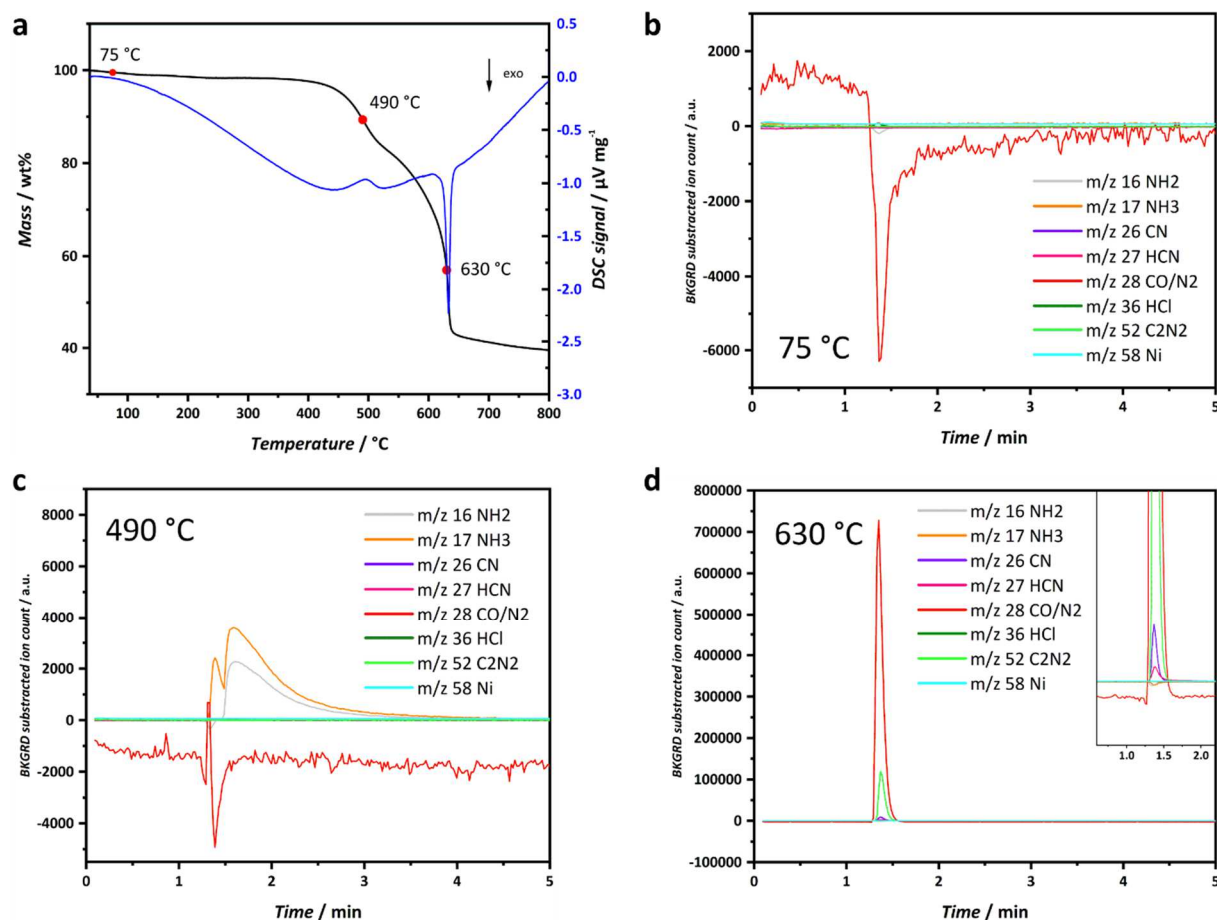 a
75 °C
490 °C
630 °C
exo
Mass / wt%
100
80
60
40
100 200 300 400 500 600 700 800
Temperature / °C
0.5
0.0
-0.5
-1.0
-1.5
-2.0
-2.5
-3.0
DSC signal / µV mg-1
b
BKGRD substracted ion count / a.u.
2000
0
-2000
-4000
-6000
0 1 2 3 4 5
Time / min
75 °C
m/z 16 NH2
m/z 17 NH3
m/z 26 CN
m/z 27 HCN
m/z 28 CO/N2
m/z 36 HCl
m/z 52 C2N2
m/z 58 Ni
c
BKGRD substracted ion count / a.u.
8000
6000
4000
2000
0
-2000
-4000
0 1 2 3 4 5
Time / min
490 °C
m/z 16 NH2
m/z 17 NH3
m/z 26 CN
m/z 27 HCN
m/z 28 CO/N2
m/z 36 HCl
m/z 52 C2N2
m/z 58 Ni
d
BKGRD substracted ion count / a.u.
800000
700000
600000
500000
400000
300000
200000
100000
0
-100000
0 1 2 3 4 5
Time / min
630 °C
m/z 16 NH2
m/z 17 NH3
m/z 26 CN
m/z 27 HCN
m/z 28 CO/N2
m/z 36 HCl
m/z 52 C2N2
m/z 58 Ni
1.0 1.5 2.0